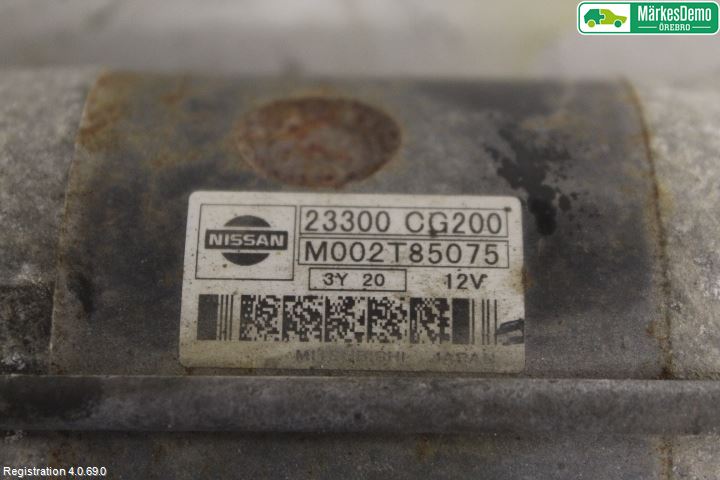 MärkesDemo
ÖREBRO
NISSAN
23300 CG200
M002T85075
3Y 20 12V
MITSUBISHI JAPAN
Registration 4.0.69.0